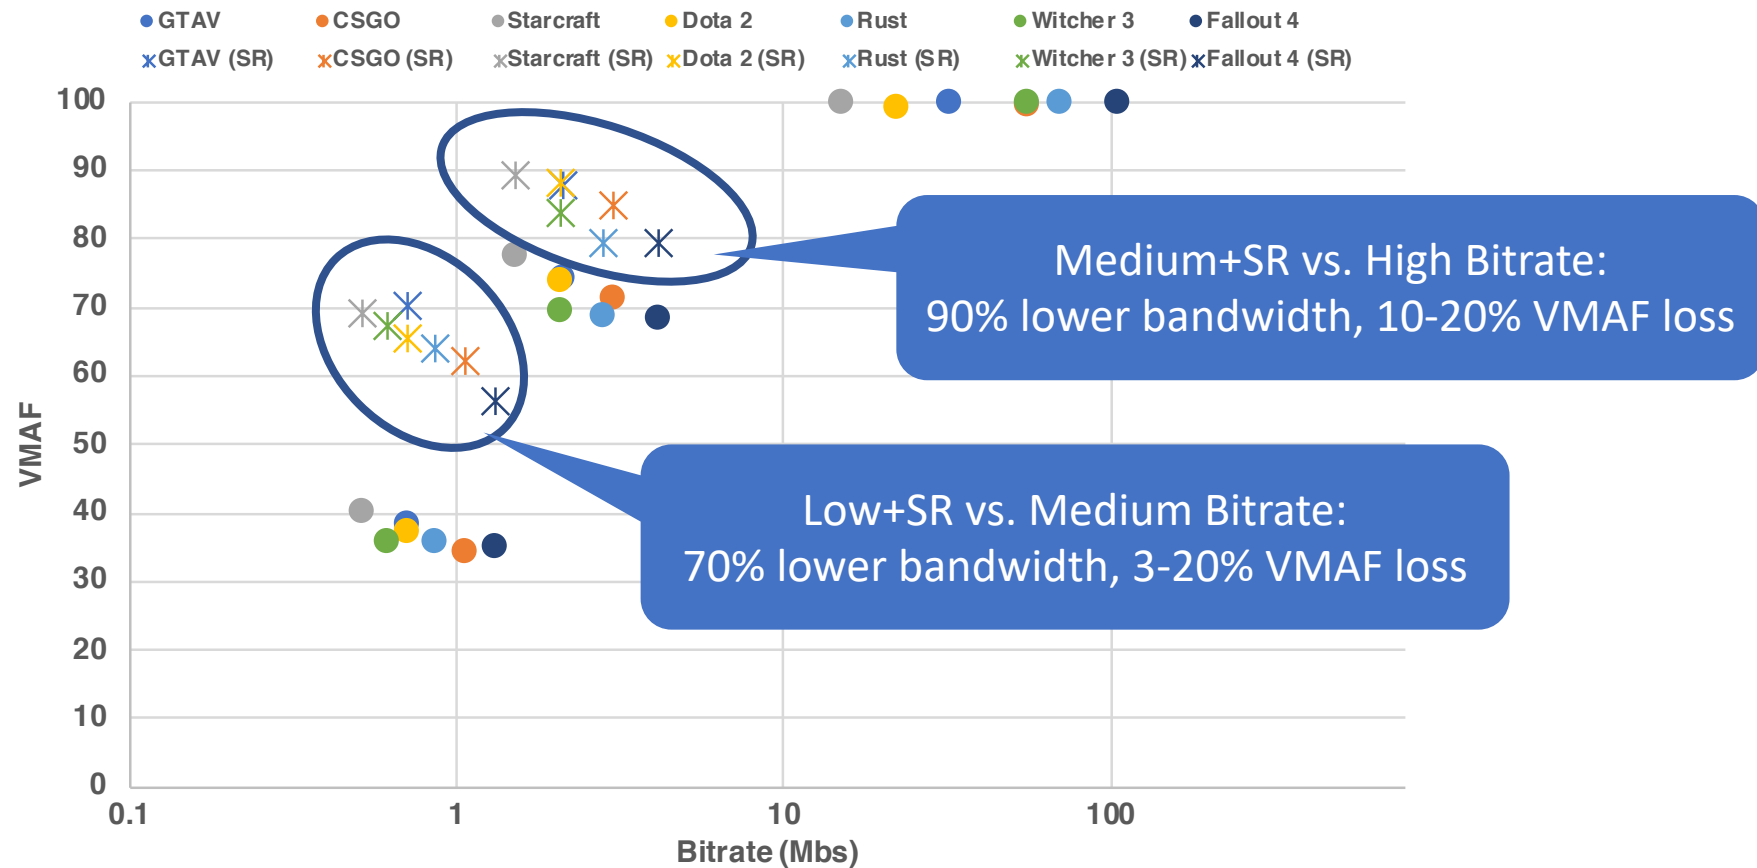 GTAV CSGO Starcraft Dota 2 Rust Witcher 3 Fallout 4
GTAV (SR) CSGO (SR) Starcraft (SR) Dota 2 (SR) Rust (SR) Witcher 3 (SR) Fallout 4 (SR)
100
90
80
70
60
50
40
30
20
10
0
VMAF
Medium+SR vs. High Bitrate:
90% lower bandwidth, 10-20% VMAF loss
Low+SR vs. Medium Bitrate:
70% lower bandwidth, 3-20% VMAF loss
0.1 1 10 100
Bitrate (Mbs)